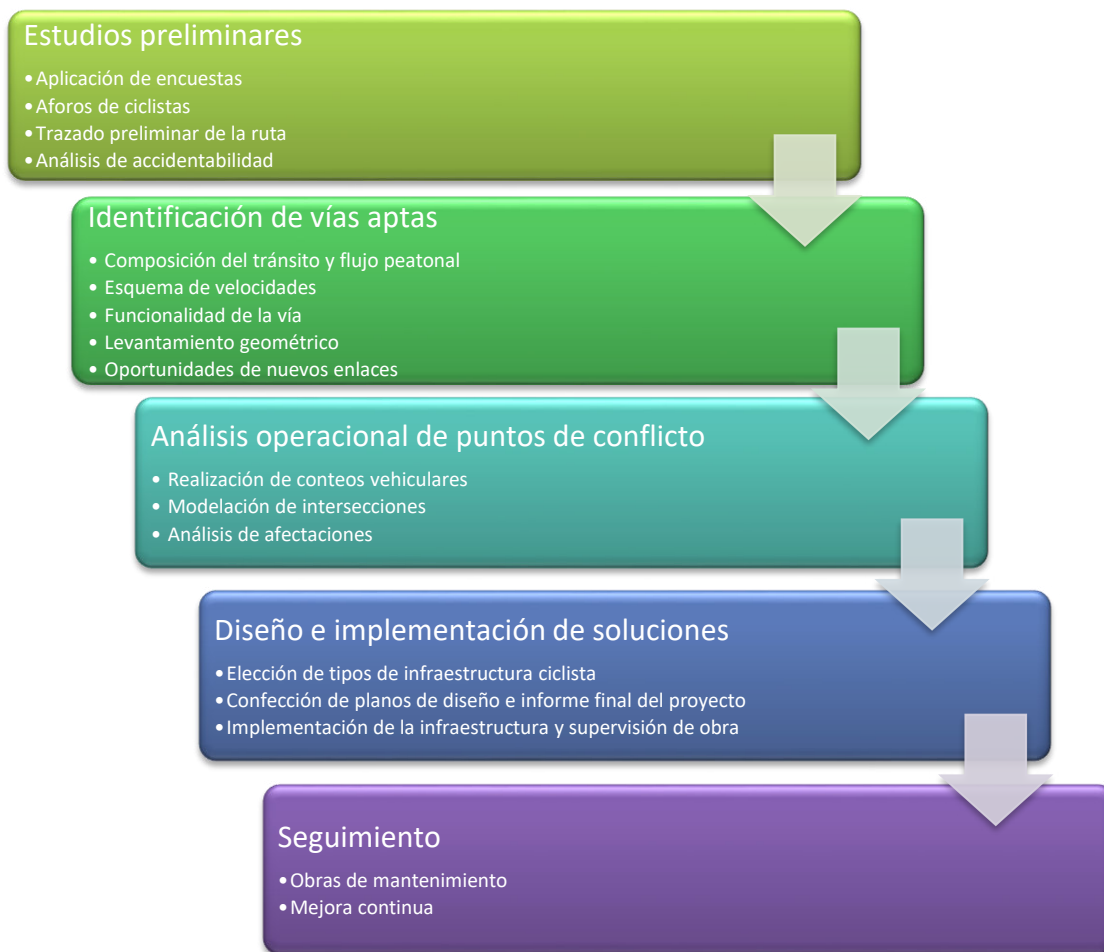 Estudios preliminares
•Aplicación de encuestas
•Aforos de ciclistas
•Trazado preliminar de la ruta
•Análisis de accidentabilidad
Identificación de vías aptas
• Composición del tránsito y flujo peatonal
• Esquema de velocidades
• Funcionalidad de la vía
• Levantamiento geométrico
• Oportunidades de nuevos enlaces
Análisis operacional de puntos de conflicto
• Realización de conteos vehiculares
• Modelación de intersecciones
• Análisis de afectaciones
Diseño e implementación de soluciones
•Elección de tipos de infraestructura ciclista
•Confección de planos de diseño e informe final del proyecto
•Implementación de la infraestructura y supervisión de obra
Seguimiento
•Obras de mantenimiento
•Mejora continua